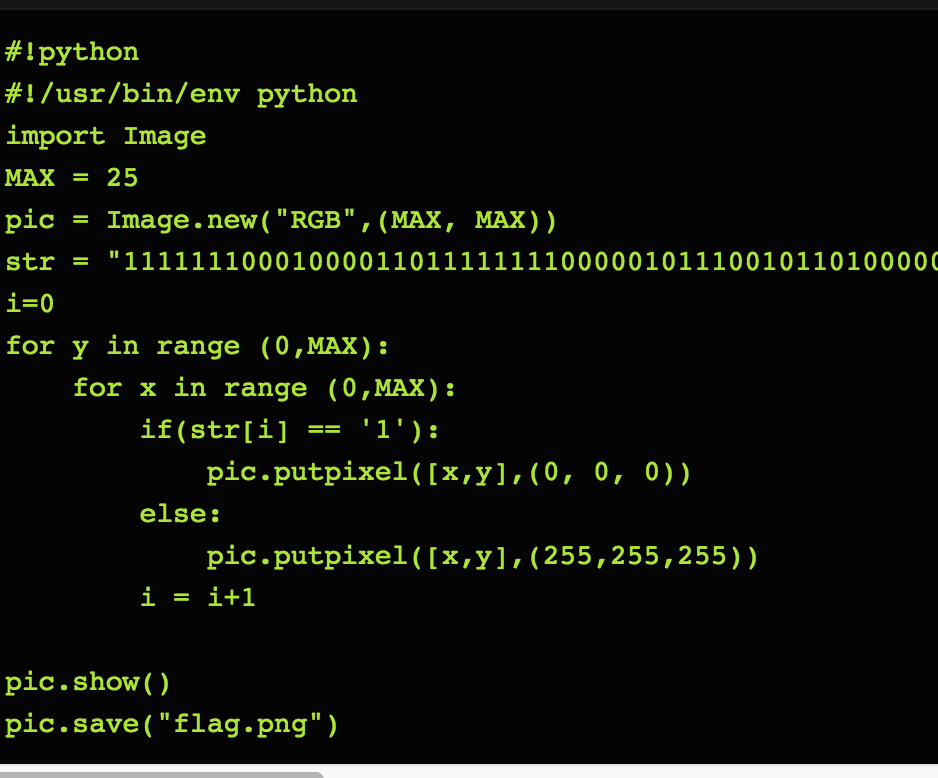 #!python
#!/usr/bin/env python
import Image
MAX = 25
pic = Image.new("RGB",(MAX, MAX))
str = "1111111000100001101111111100000101110010110100000
i=0
for y in range (0,MAX):
    for x in range (0,MAX):
        if(str[i] == '1'):
            pic.putpixel([x,y],(0, 0, 0))
        else:
            pic.putpixel([x,y],(255,255,255))
        i = i+1

pic.show()
pic.save("flag.png")